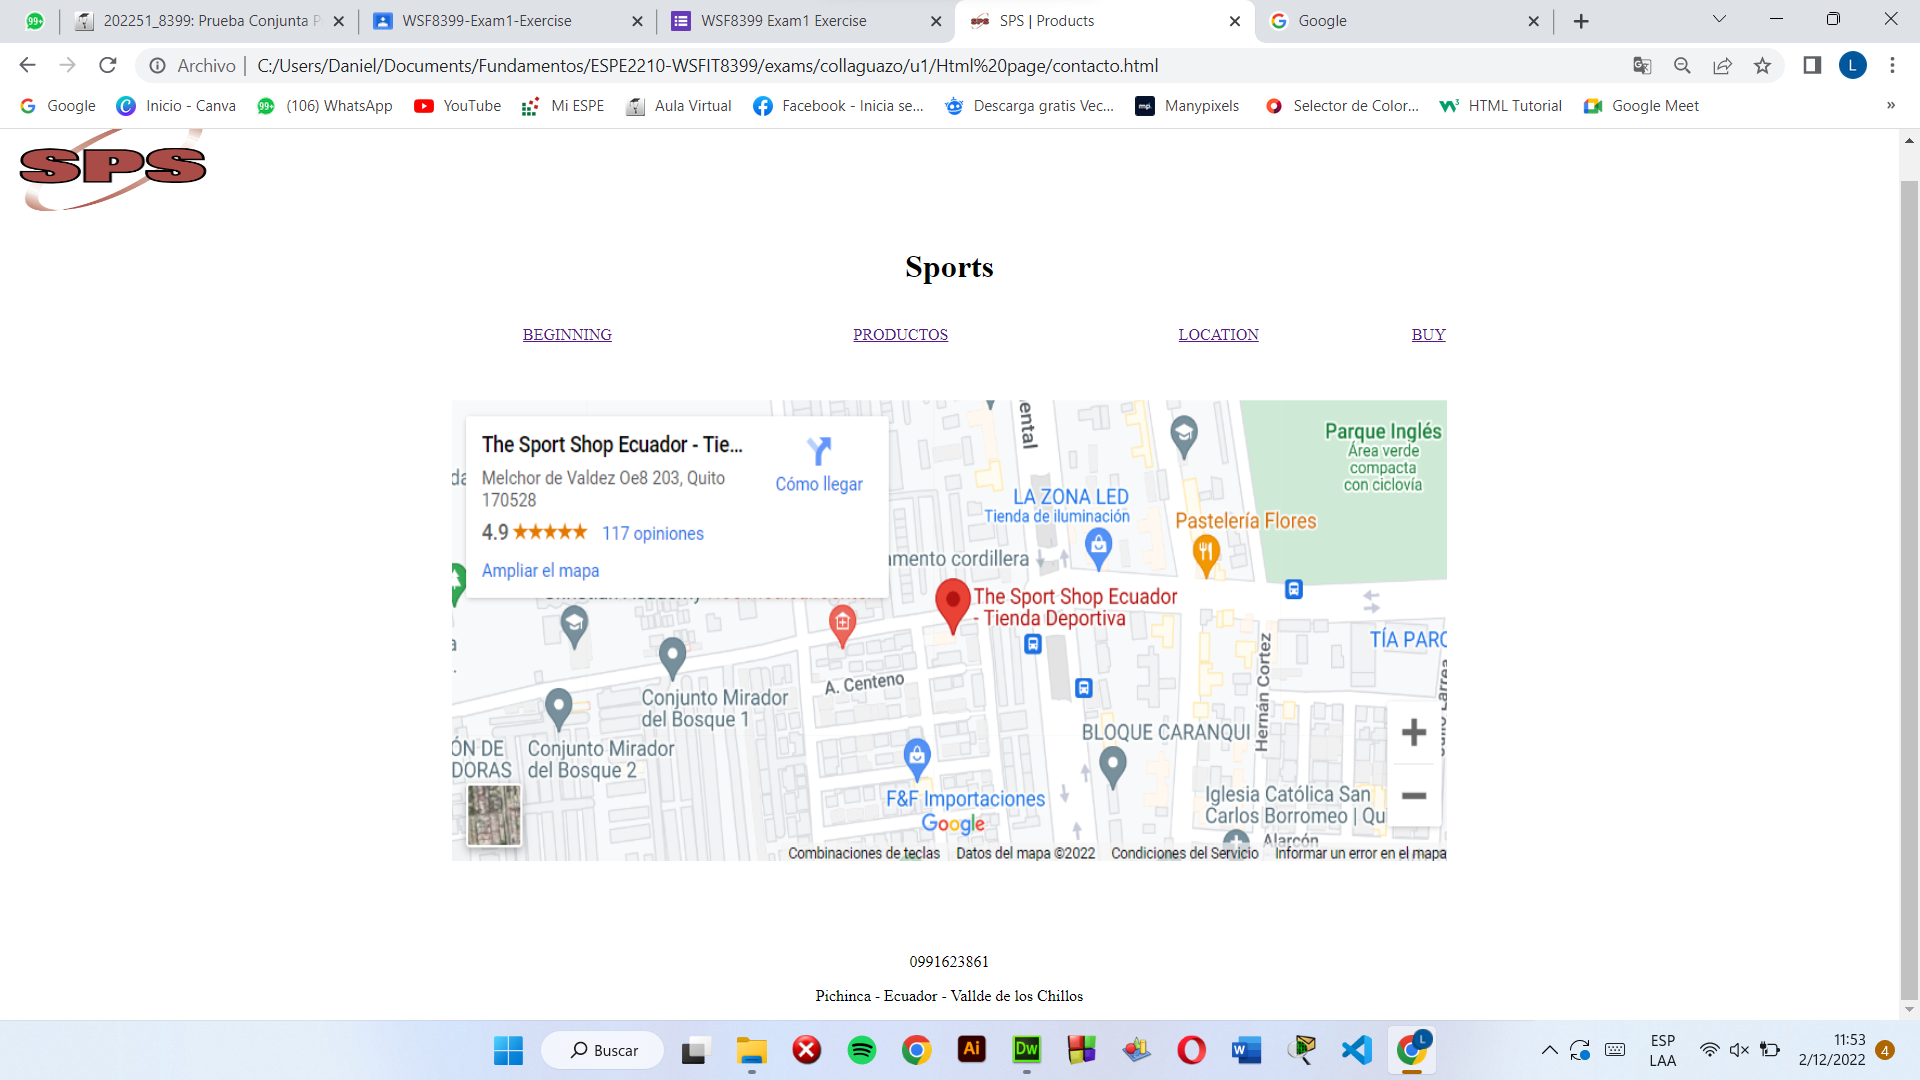 99+
202251_8399: Prueba Conjunta P
WSF8399-Exam1-Exercise
WSF8399 Exam1 Exercise
SPS | Products
Google
Archivo | C:/Users/Daniel/Documents/Fundamentos/ESPE2210-WSFIT8399/exams/collaguazo/u1/Html%20page/contacto.html
L
Google
Inicio - Canva
(106) WhatsApp
YouTube
Mi ESPE
Aula Virtual
Facebook - Inicia se...
Descarga gratis Vec...
Manypixels
Selector de Color...
HTML Tutorial
Google Meet
»
SPS
Sports
BEGINNING
PRODUCTOS
LOCATION
BUY
The Sport Shop Ecuador - Tie...
Melchor de Valdez Oe8 203, Quito
170528
4.9 ★★★★★ 117 opiniones
Ampliar el mapa
Cómo llegar
ental
Parque Inglés
Área verde
compacta
con ciclovía
LA ZONA LED
Tienda de iluminación
Pastelería Flores
amento cordillera
The Sport Shop Ecuador
- Tienda Deportiva
TÍA PARQ
Hernán Cortez
A. Centeno
Conjunto Mirador
del Bosque 1
BLOQUE CARANQUI
ÓN DE
DORAS
Conjunto Mirador
del Bosque 2
F&F Importaciones
Google
Iglesia Católica San
Carlos Borromeo | Qu
Alarcón
Combinaciones de teclas
Datos del mapa ©2022
Condiciones del Servicio
Informar un error en el mapa
0991623861
Pichinca - Ecuador - Vallde de los Chillos
Buscar
Ai
Dw
L
ESP
LAA
11:53
2/12/2022
4